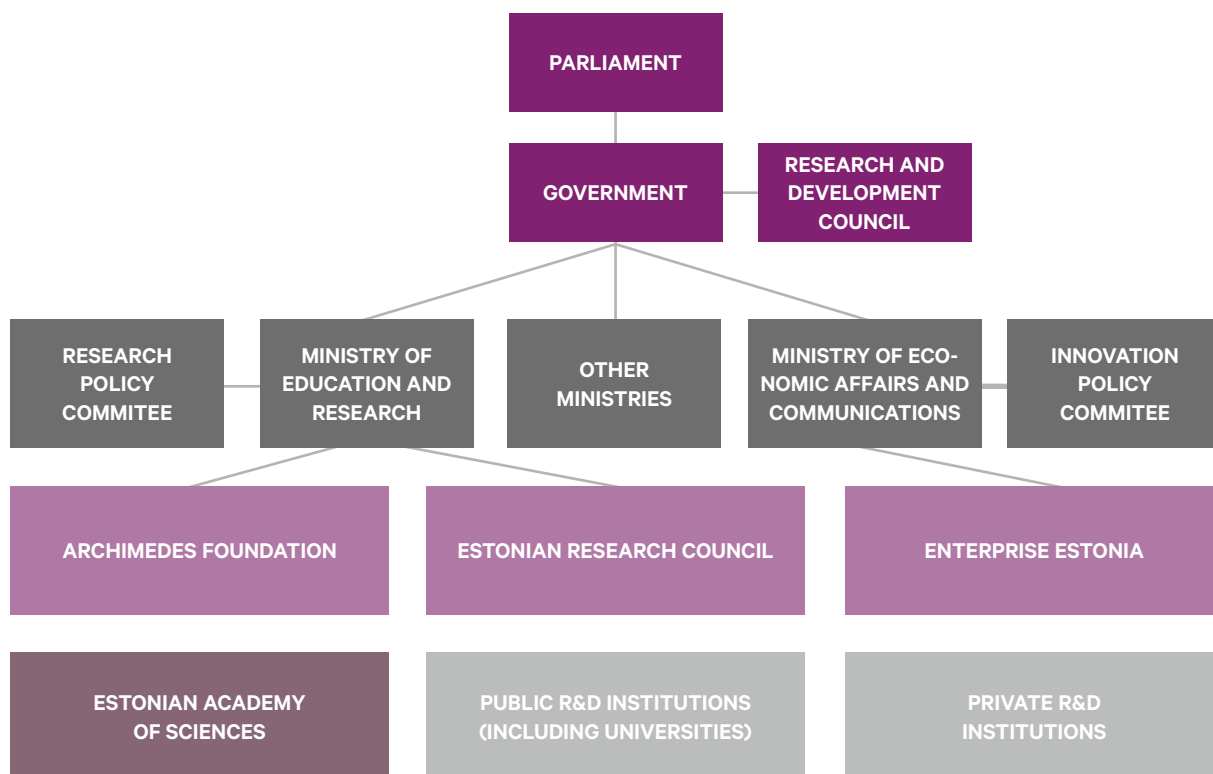 PARLIAMENT
GOVERNMENT
RESEARCH AND
DEVELOPMENT
COUNCIL
RESEARCH
POLICY
COMMITEE
MINISTRY OF
EDUCATION AND
RESEARCH
OTHER
MINISTRIES
MINISTRY OF ECO-
NOMIC AFFAIRS AND
COMMUNICATIONS
INNOVATION
POLICY
COMMITEE
ARCHIMEDES FOUNDATION
ESTONIAN RESEARCH COUNCIL
ENTERPRISE ESTONIA
ESTONIAN ACADEMY
OF SCIENCES
PUBLIC R&D INSTITUTIONS
(INCLUDING UNIVERSITIES)
PRIVATE R&D
INSTITUTIONS